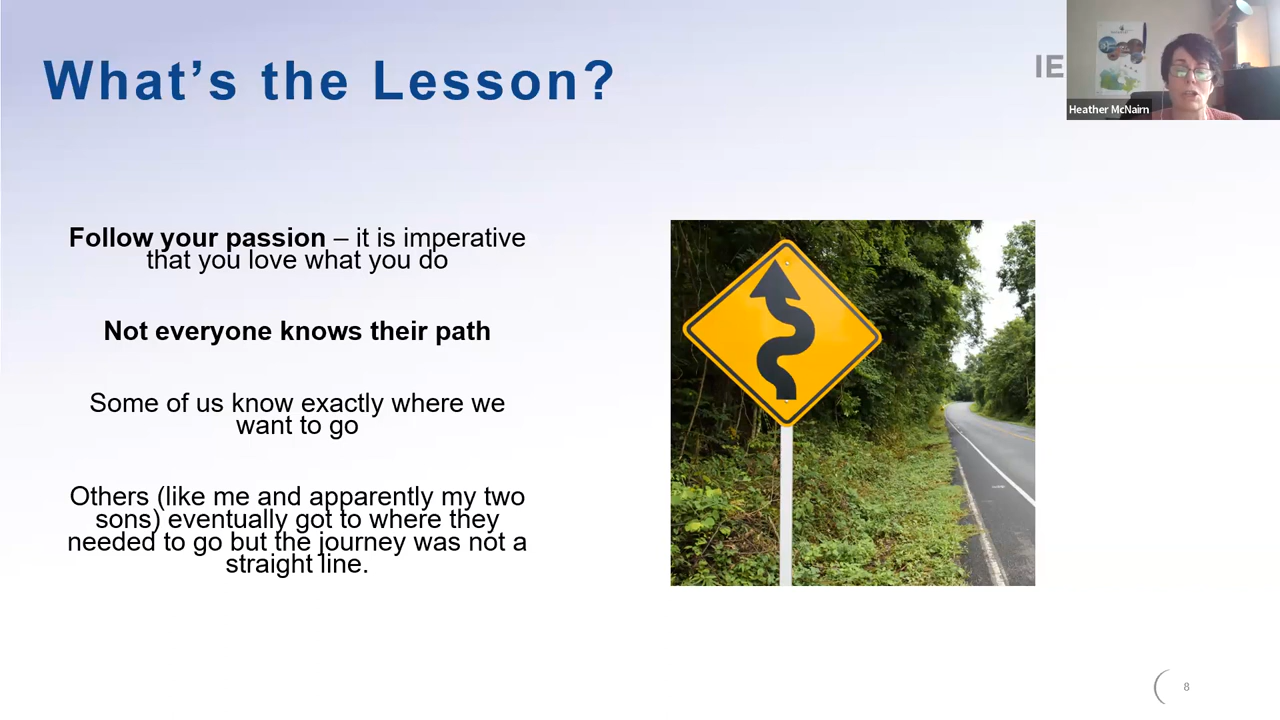 What’s the Lesson?
IE
Heather McNairn
Follow your passion – it is imperative
that you love what you do
Not everyone knows their path
Some of us know exactly where we
want to go
Others (like me and apparently my two
sons) eventually got to where they
needed to go but the journey was not a
straight line.
8